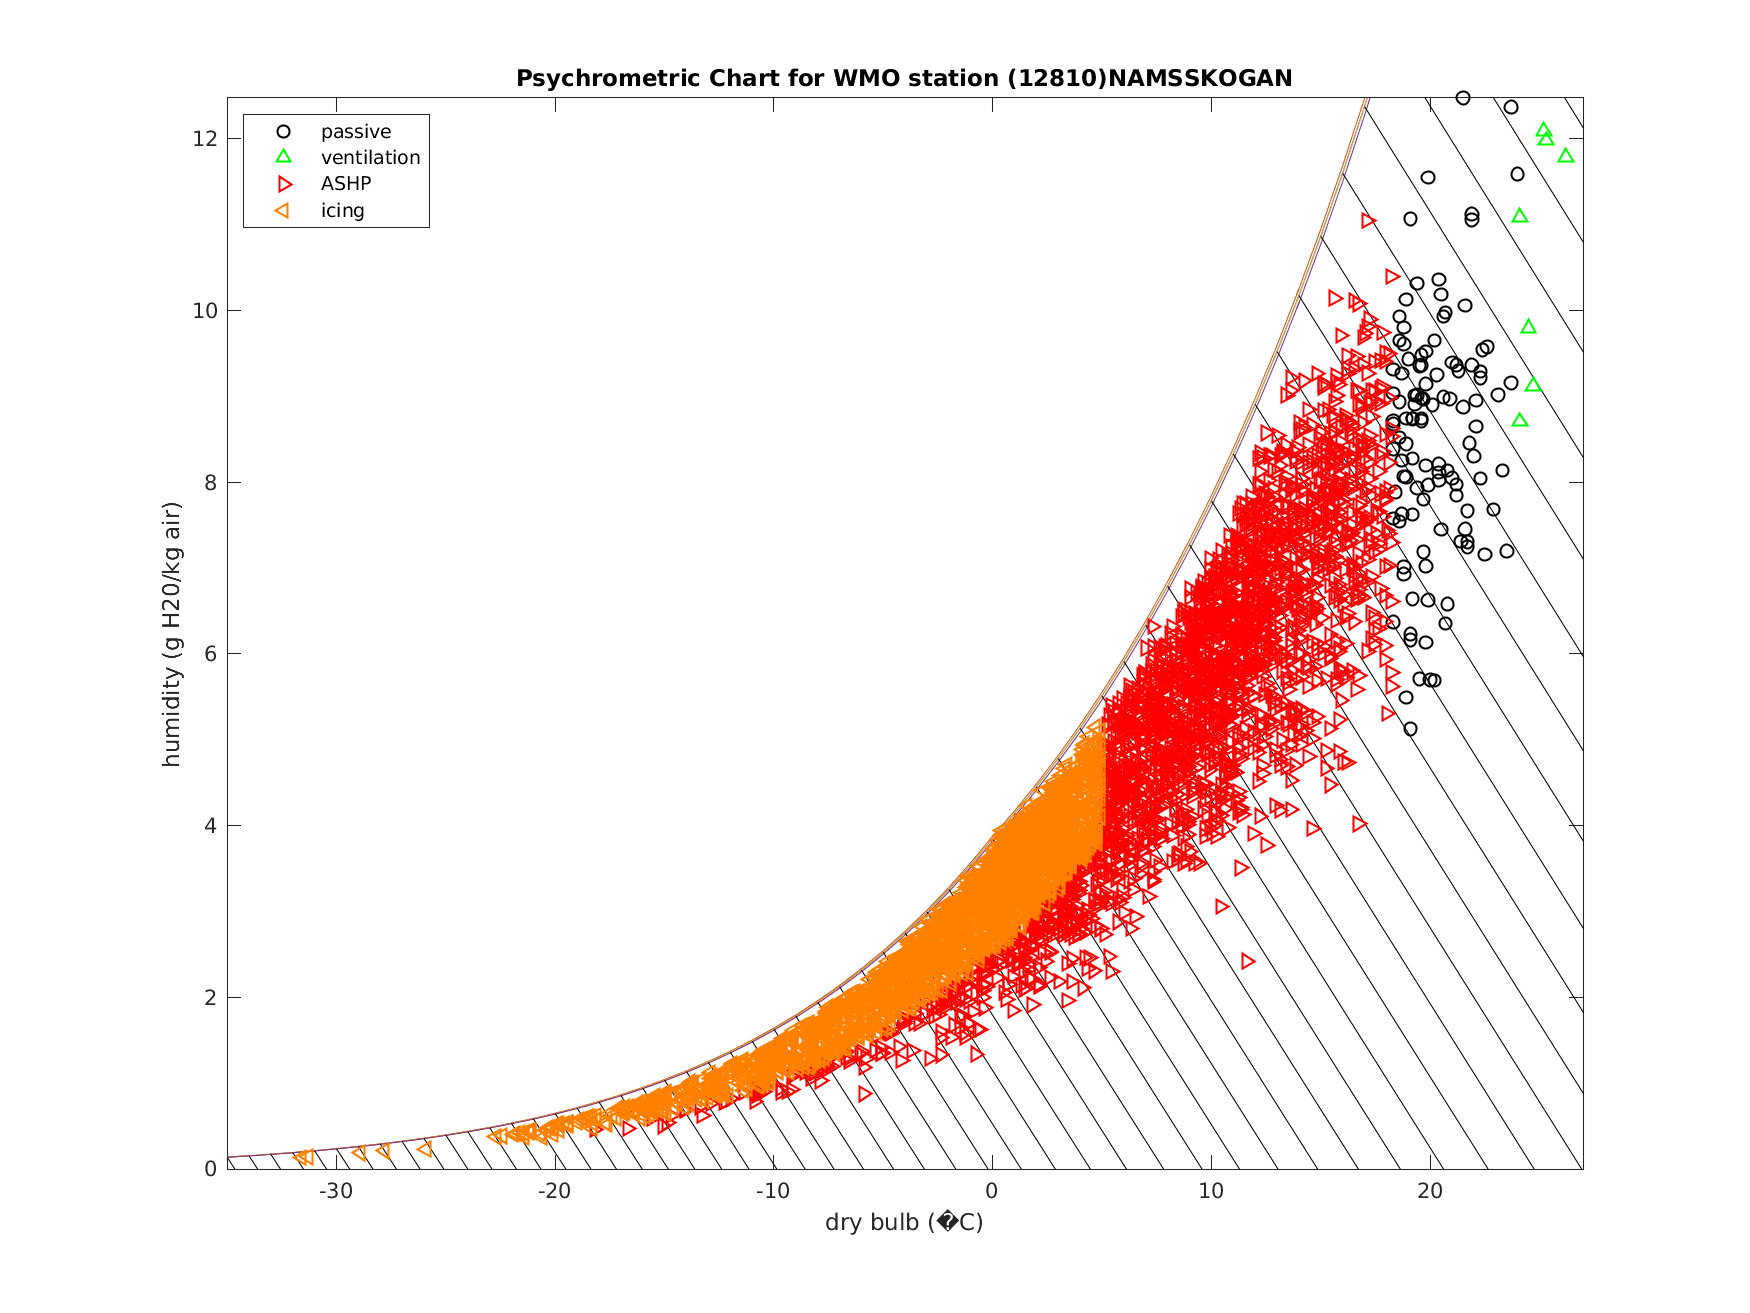 Psychrometric Chart for WMO station (12810)NAMSSKOGAN
passive
ventilation
ASHP
icing
12
10
8
6
4
2
0
humidity (g H20/kg air)
-30
-20
-10
0
10
20
dry bulb (�C)